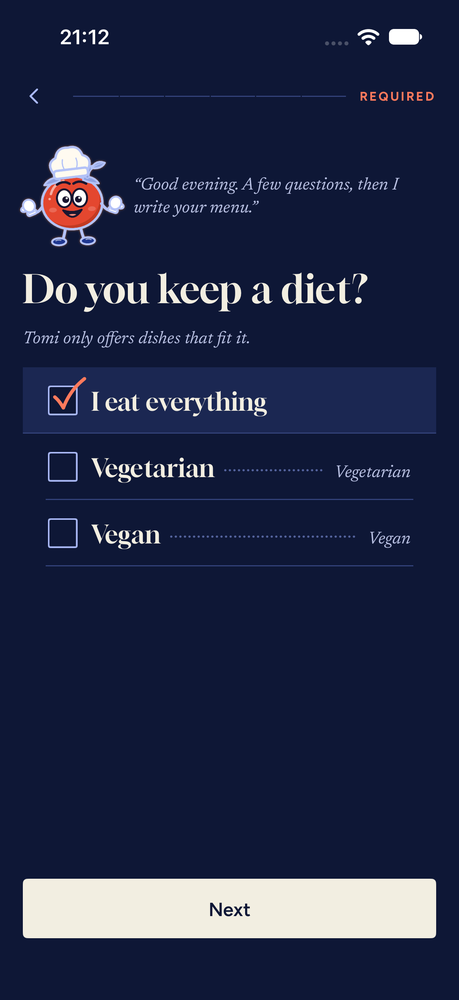 21:12
REQUIRED
“Good evening. A few questions, then I
write your menu.”
Do you keep a diet?
Tomi only offers dishes that fit it.
I eat everything
Vegetarian Vegetarian
Vegan Vegan
Next